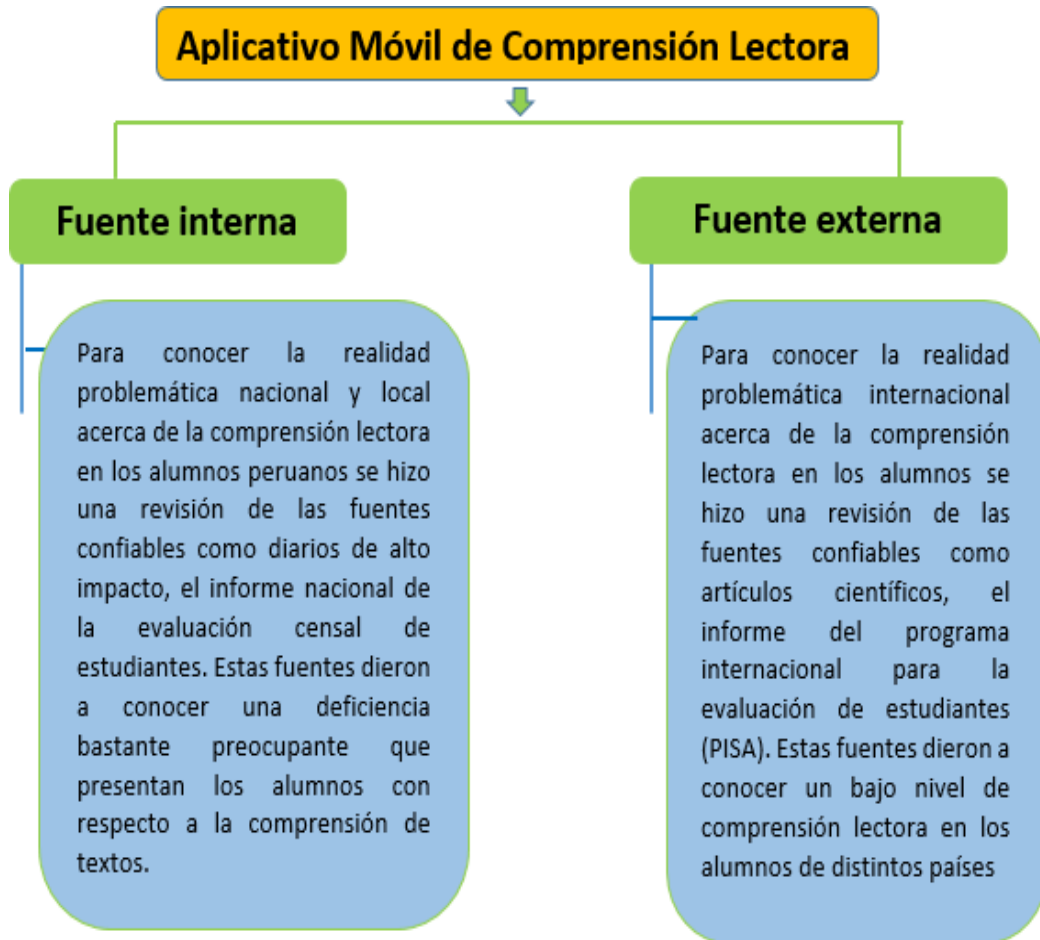 Aplicativo Móvil de Comprensión Lectora
Fuente interna
Para conocer la realidad
problemática nacional y local
acerca de la comprensión lectora
en los alumnos peruanos se hizo
una revisión de las fuentes
confiables como diarios de alto
impacto, el informe nacional de
la evaluación censal de
estudiantes. Estas fuentes dieron
a conocer una deficiencia
bastante preocupante que
presentan los alumnos con
respecto a la comprensión de
textos.
Fuente externa
Para conocer la realidad
problemática internacional
acerca de la comprensión
lectora en los alumnos se
hizo una revisión de las
fuentes confiables como
artículos científicos, el
informe del programa
internacional para la
evaluación de estudiantes
(PISA). Estas fuentes dieron a
conocer un bajo nivel de
comprensión lectora en los
alumnos de distintos países